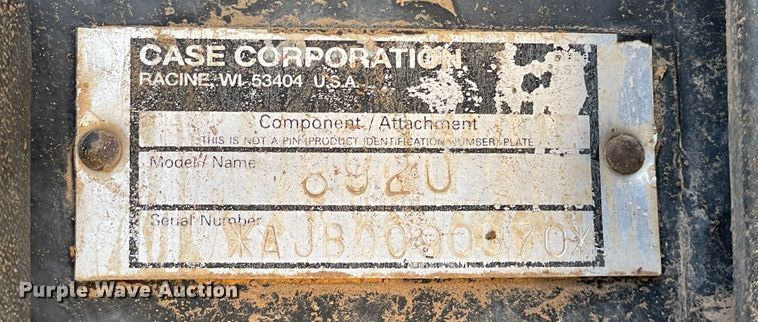 CASE CORPORATION
RACINE, WI. 53404 U.S.A.
Component / Attachment
THIS IS NOT A PIN (PRODUCT IDENTIFICATION NUMBER) PLATE
Model / Name
8920
Serial Number
Purple Wave Auction